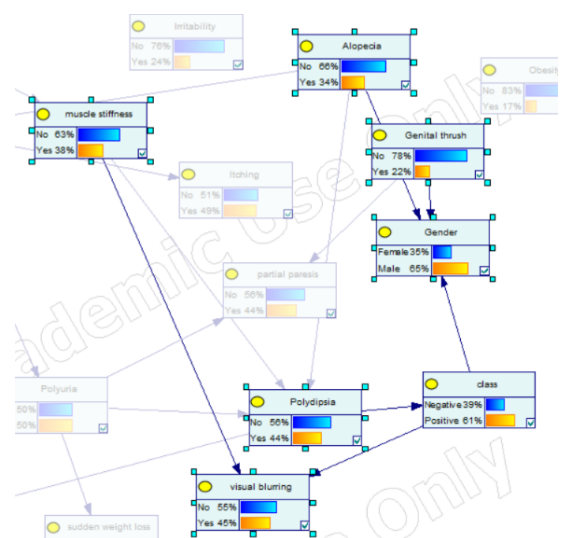 Irritability
No 76%
Yes 24%
Alopecia
No 66%
Yes 34%
Obesity
No 83%
Yes 17%
muscle stiffness
No 63%
Yes 38%
Genital thrush
No 78%
Yes 22%
Itching
No 51%
Yes 49%
Gender
Female 35%
Male 65%
partial paresis
No 56%
Yes 44%
Polyuria
50%
50%
Polydipsia
No 56%
Yes 44%
class
Negative 39%
Positive 61%
visual blurring
No 55%
Yes 45%
sudden weight loss
ademic Use Only
Only